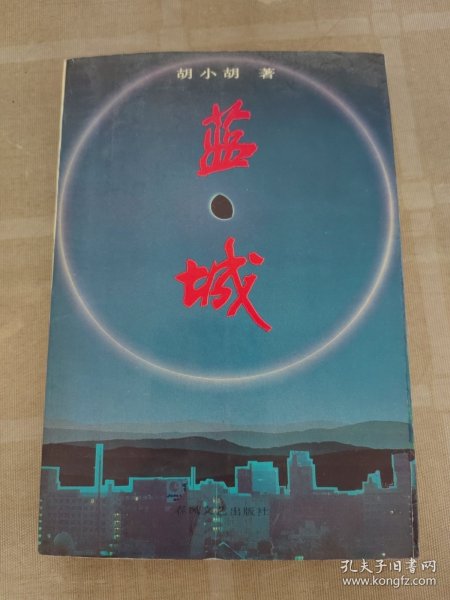 胡小胡 著
蓝
城
春风文艺出版社
孔夫子旧书网
www.kongfz.com